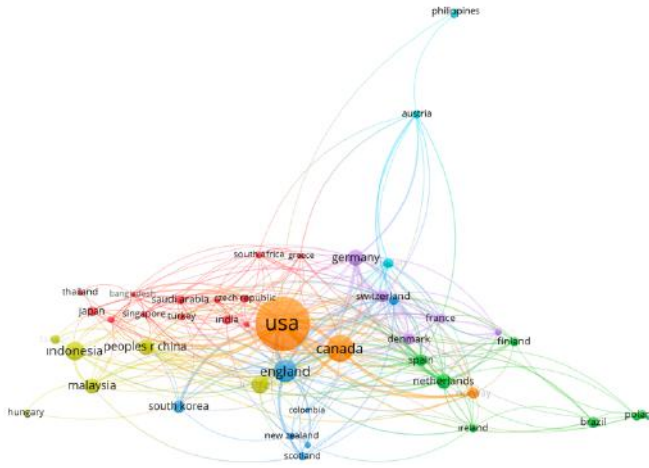 philippines
austria
south africa
greece
germany
thailand
bangladesh
saudi arabia
czech republic
switzerland
japan
singapore
turkey
india
usa
france
indonesia
peoples r china
canada
denmark
finland
spain
malaysia
england
netherlands
hungary
south korea
colombia
new zealand
ireland
brazil
scotland